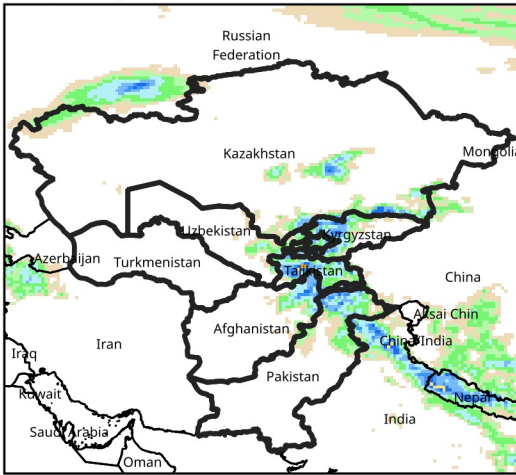 Russian
Federation
Kazakhstan
Mongolia
Uzbekistan
Kyrgyzstan
Azerbaijan
Turkmenistan
Tajikistan
China
Aksai Chin
Afghanistan
China/India
Iran
Iraq
Pakistan
Kuwait
Nepal
India
Saudi Arabia
Oman